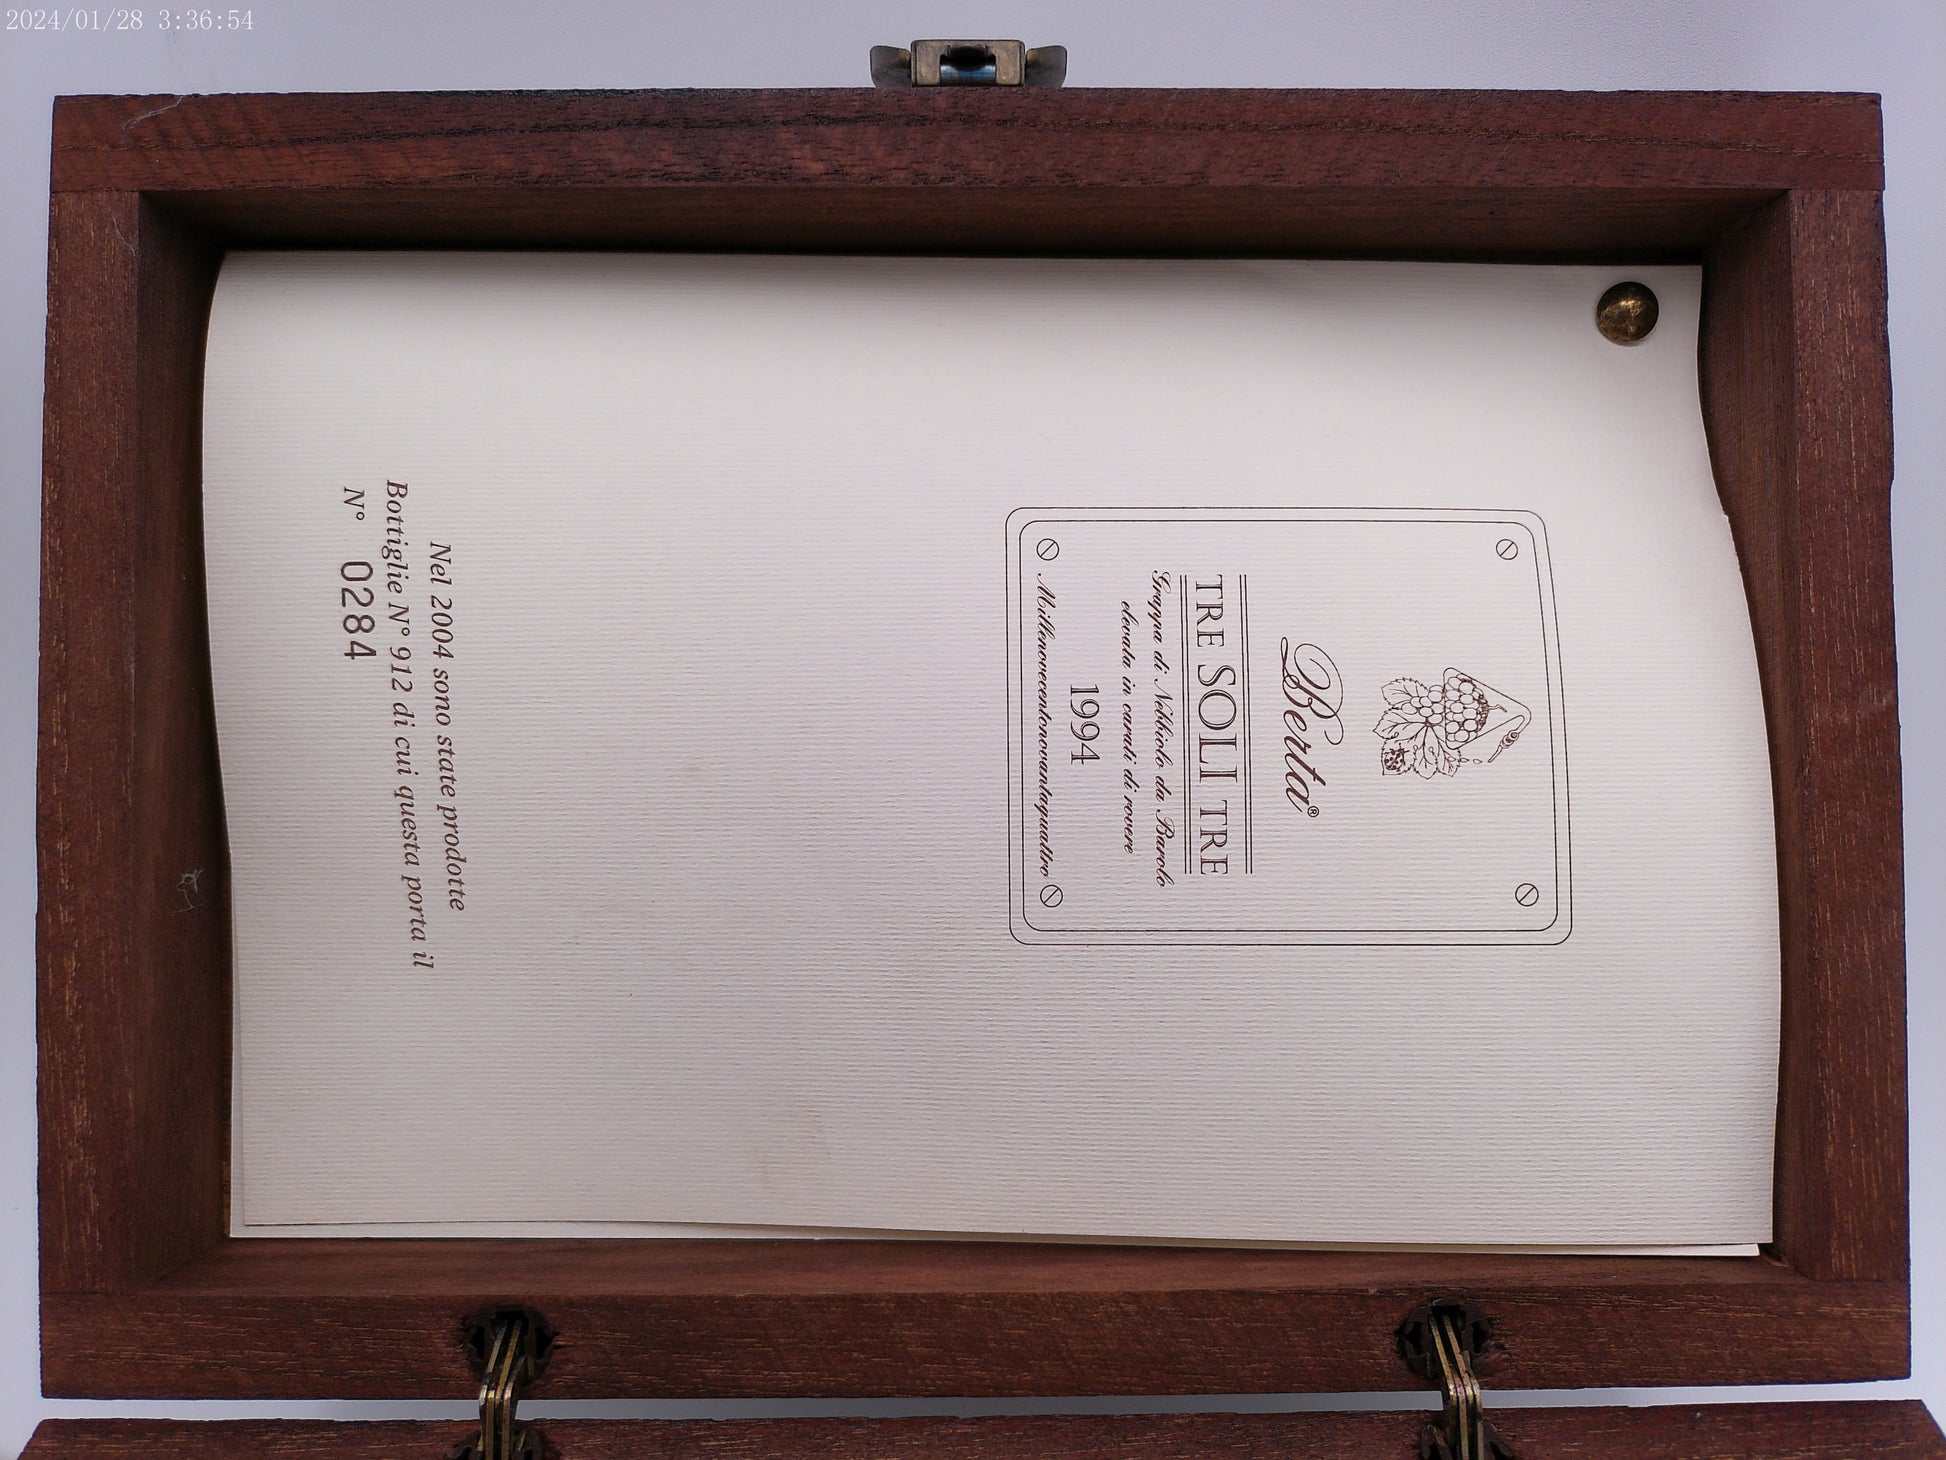 2024/01/28 3:36:54
Berta®
TRE SOLI TRE
Grappa di Nebbiolo da Barolo
elevata in carati di rovere
1994
Millenovecentonovantaquattro
Nel 2004 sono state prodotte
Bottiglie N° 912 di cui questa porta il
N° 0284